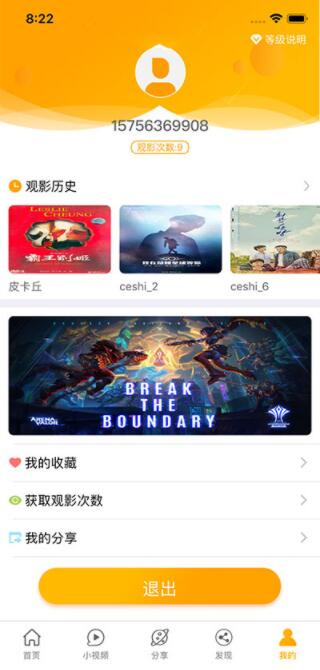 8:22
等级说明
15756369908
观影次数:9
观影历史
LESLIE CHEUNG
霸王别姬
皮卡丘
ceshi_2
ceshi_6
BREAK
THE
BOUNDARY
ARENA
VALOR
我的收藏
获取观影次数
我的分享
退出
首页
小视频
分享
发现
我的